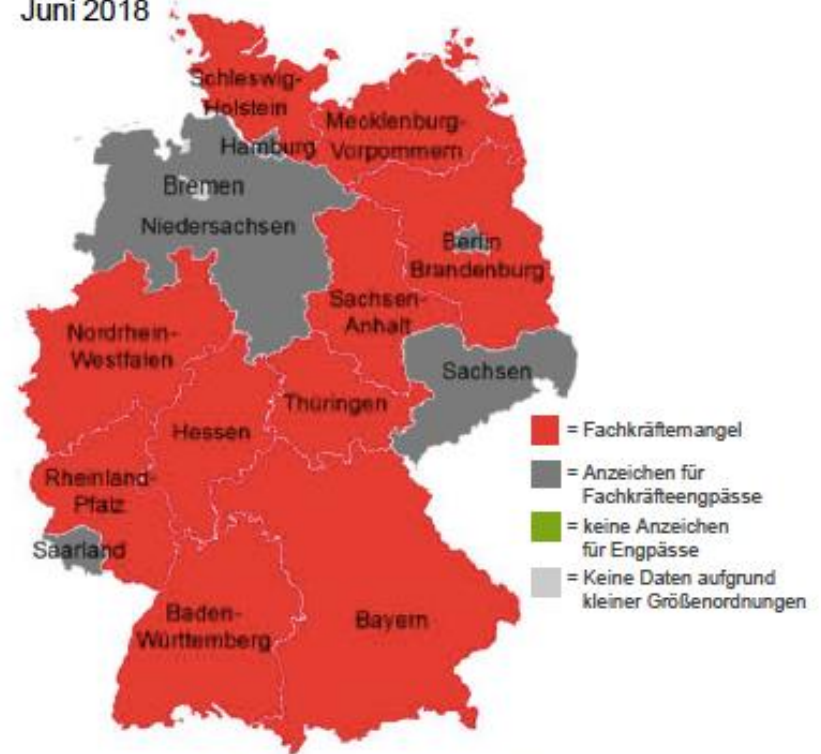 Juni 2018
Schleswig-
Holstein
Mecklenburg-
Vorpommern
Hamburg
Bremen
Niedersachsen
Berlin
Brandenburg
Sachsen-
Anhalt
Nordrhein-
Westfalen
Sachsen
Thüringen
Hessen
Rheinland-
Pfalz
Saarland
Baden-
Württemberg
Bayern
= Fachkräftemangel
= Anzeichen für
Fachkräfteengpässe
= keine Anzeichen
für Engpässe
= Keine Daten aufgrund
kleiner Größenordnungen